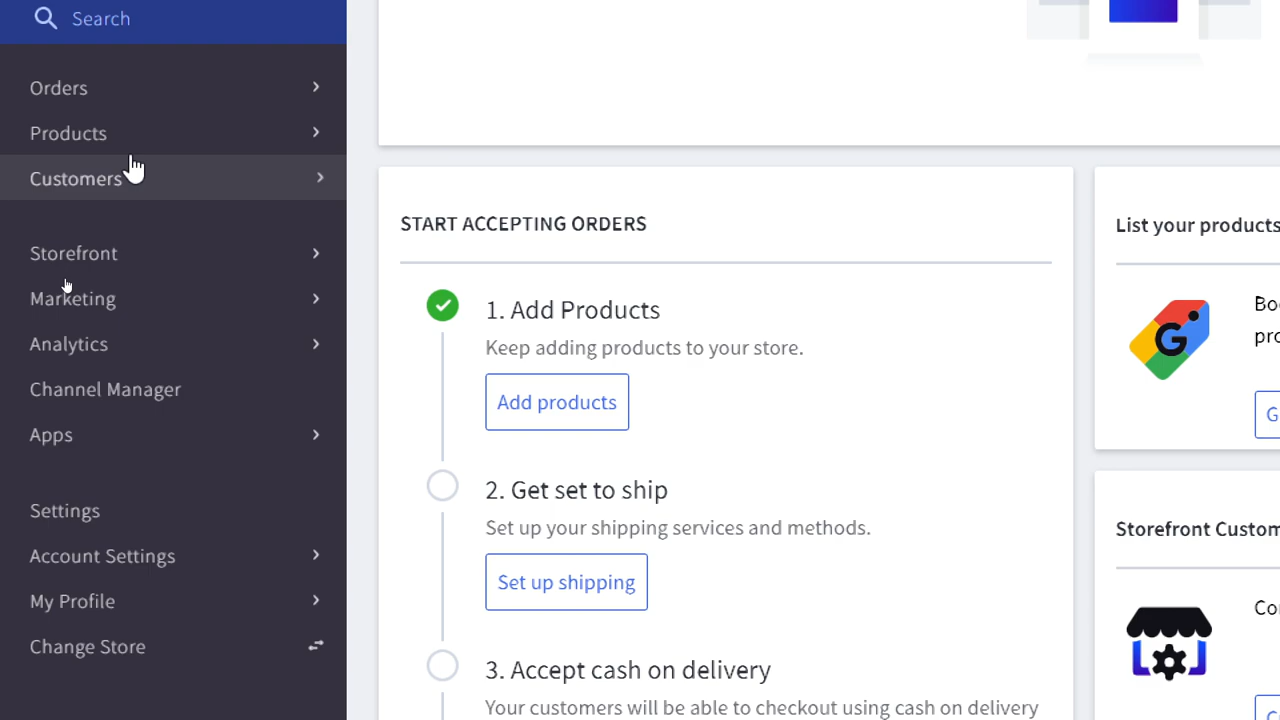 Search
Orders
Products
Customers
Storefront
Marketing
Analytics
Channel Manager
Apps
Settings
Account Settings
My Profile
Change Store
START ACCEPTING ORDERS
1. Add Products
Keep adding products to your store.
Add products
2. Get set to ship
Set up your shipping services and methods.
Set up shipping
3. Accept cash on delivery
Your customers will be able to checkout using cash on delivery
List your products
G
Storefront